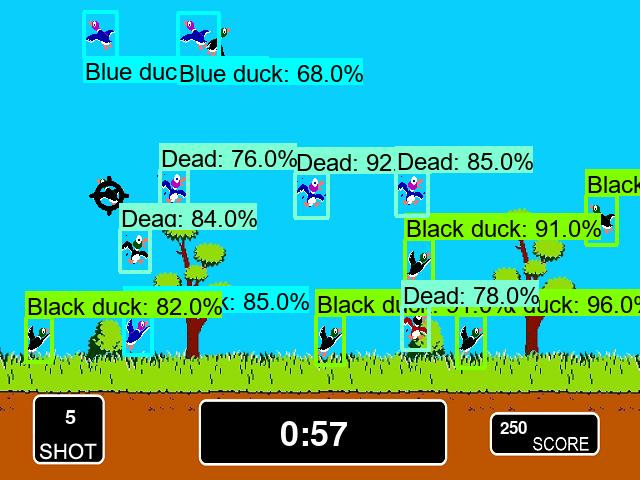 Blue duc
Blue duck: 68.0%
Dead: 76.0%
Dead: 92.
Dead: 85.0%
Black
Dead: 84.0%
Black duck: 91.0%
Dead: 78.0%
Black duck: 82.0%
k: 85.0%
Black du
duck: 96.0%
5
SHOT
0:57
250
SCORE